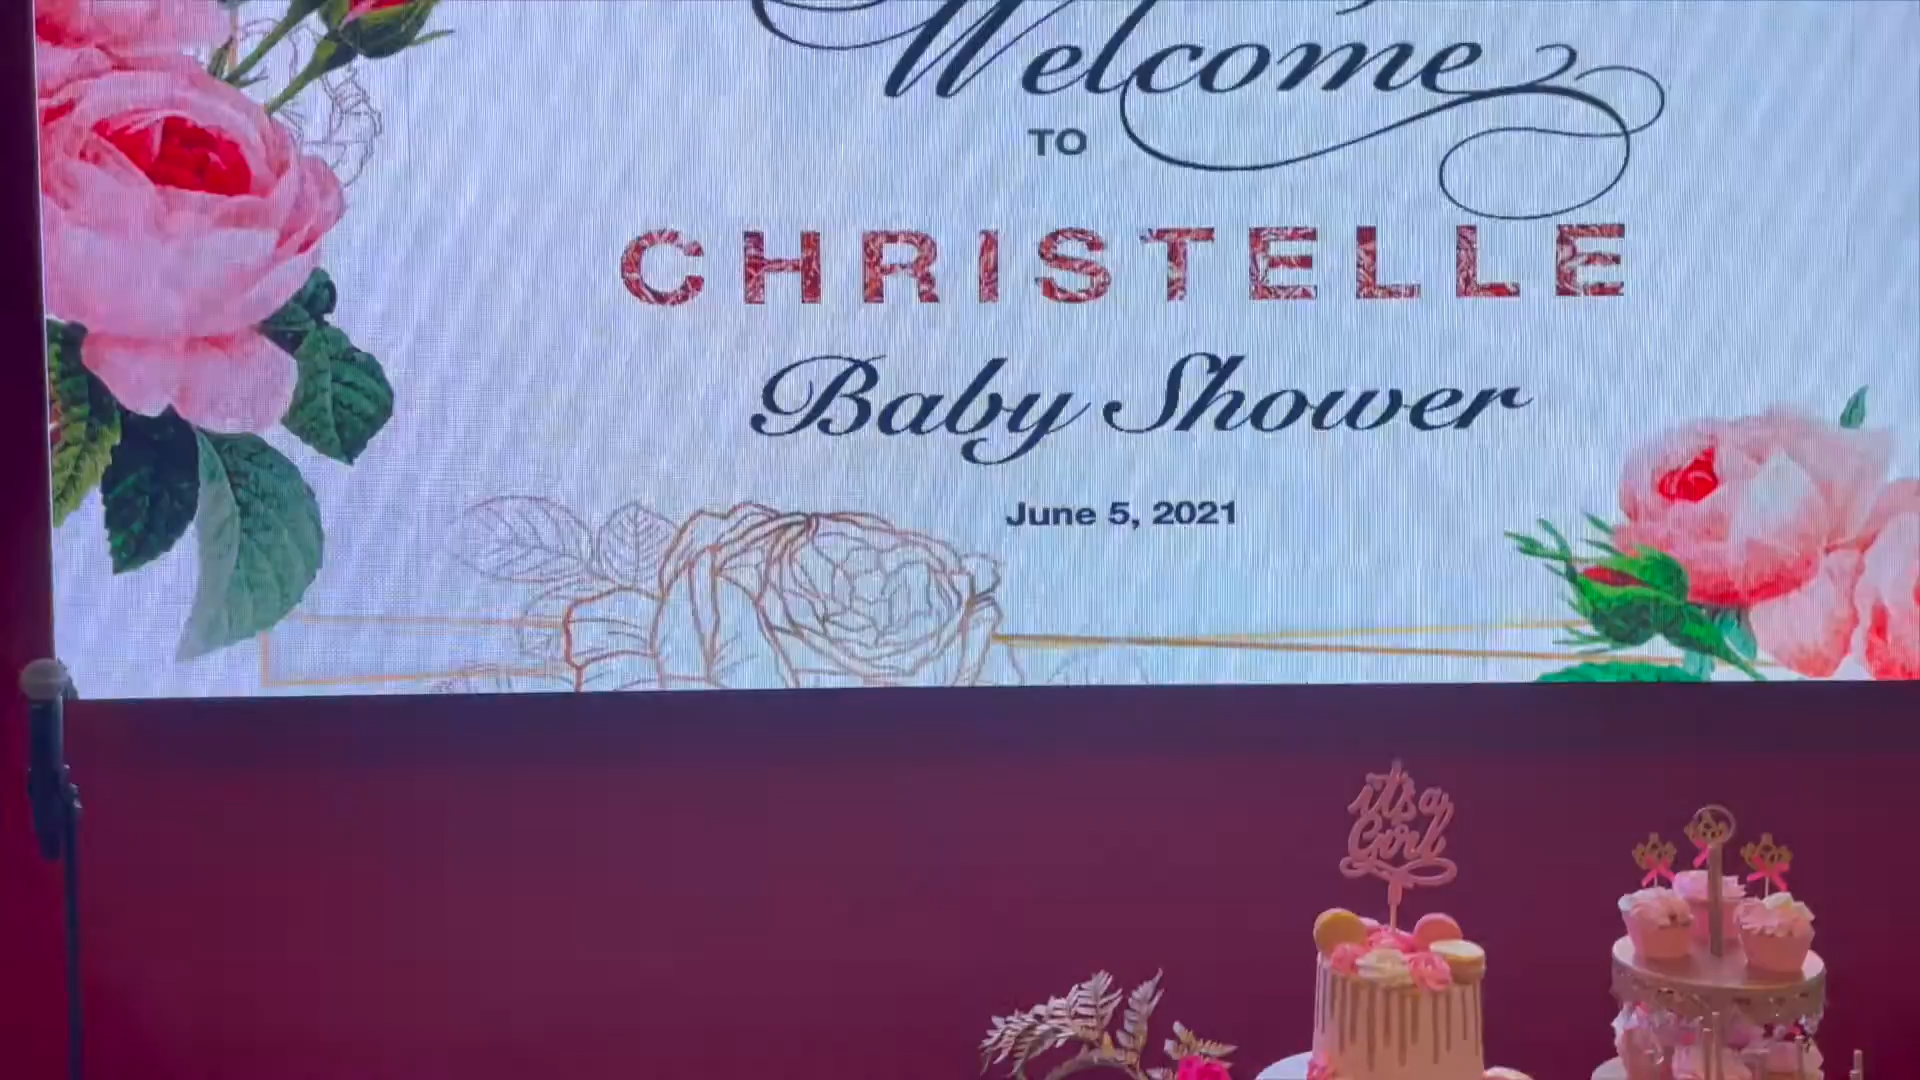 Welcome
TO
CHRISTELLE
Baby Shower
June 5, 2021
it's a
Girl